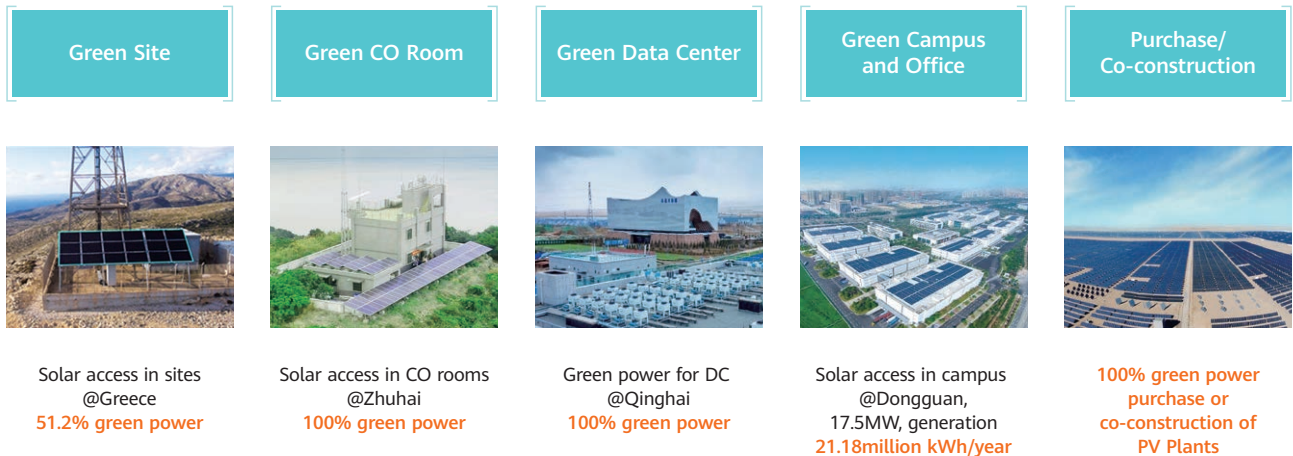 Green Site
Green CO Room
Green Data Center
Green Campus
and Office
Purchase/
Co-construction
Solar access in sites
@Greece
51.2% green power
Solar access in CO rooms
@Zhuhai
100% green power
Green power for DC
@Qinghai
100% green power
Solar access in campus
@Dongguan,
17.5MW, generation
21.18million kWh/year
100% green power
purchase or
co-construction of
PV Plants